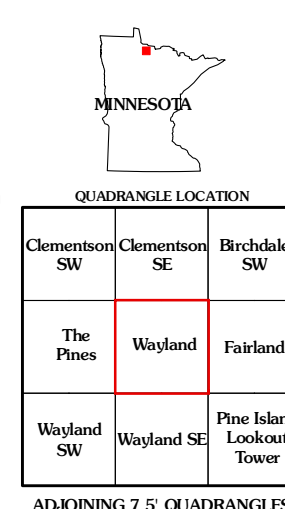 MINNESOTA
QUADRANGLE LOCATION
Clementson SW
Clementson SE
Birchdale SW
The Pines
Wayland
Fairland
Wayland SW
Wayland SE
Pine Islan Lookout Tower
ADJOINING 7.5' QUADRANGLES